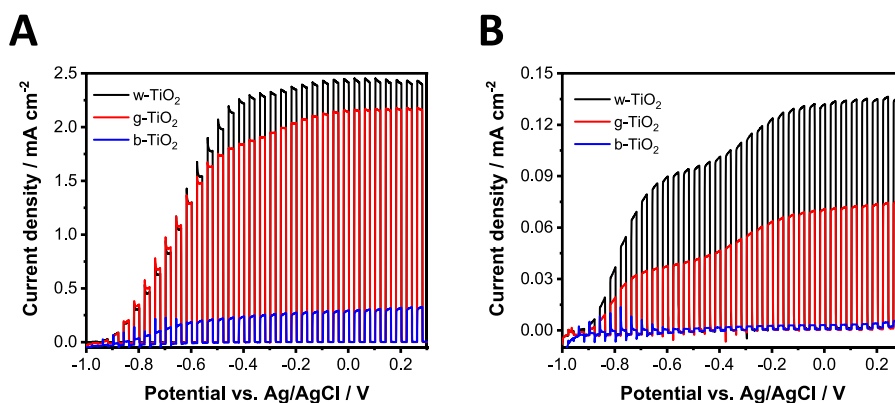 A
2.5
2.0
1.5
1.0
0.5
0.0
-1.0 -0.8 -0.6 -0.4 -0.2 0.0 0.2
Current density / mA cm-2
Potential vs. Ag/AgCl / V
w-TiO2
g-TiO2
b-TiO2
B
0.15
0.12
0.09
0.06
0.03
0.00
-1.0 -0.8 -0.6 -0.4 -0.2 0.0 0.2
Current density / mA cm-2
Potential vs. Ag/AgCl / V
w-TiO2
g-TiO2
b-TiO2